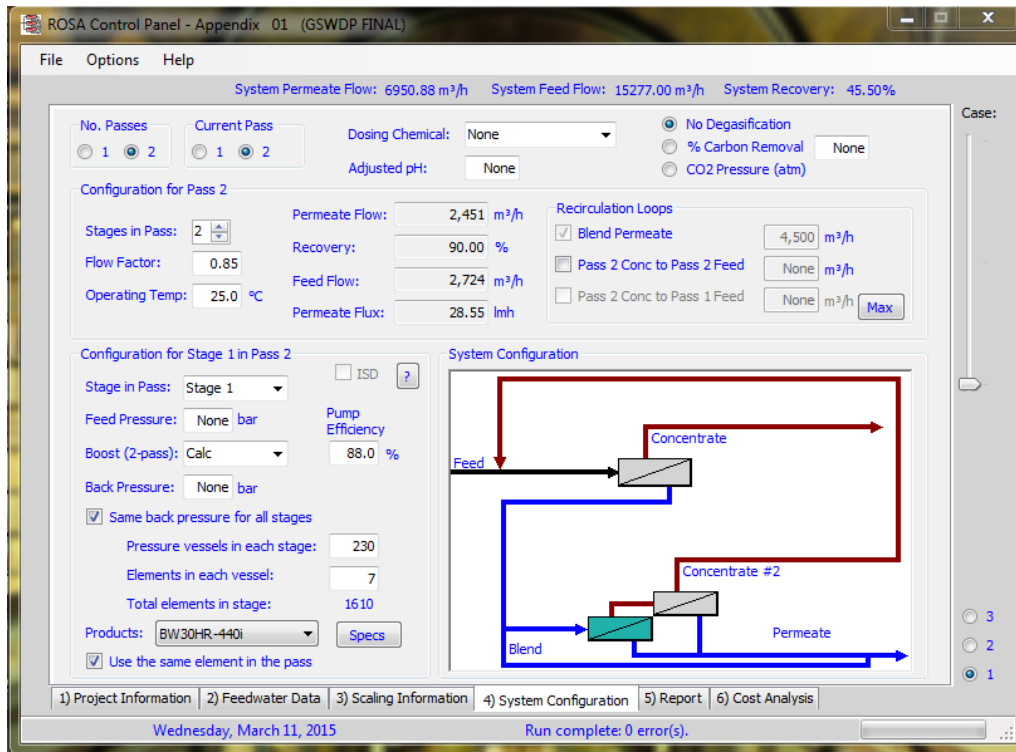 ROSA Control Panel - Appendix 01 (GSWDP FINAL)
File Options Help
System Permeate Flow: 6950.88 m³/h System Feed Flow: 15277.00 m³/h System Recovery: 45.50%
Case:
No. Passes
1 2
Current Pass
1 2
Dosing Chemical: None
Adjusted pH: None
No Degasification
% Carbon Removal None
CO2 Pressure (atm)
Configuration for Pass 2
Stages in Pass: 2
Flow Factor: 0.85
Operating Temp: 25.0 ºC
Permeate Flow: 2,451 m³/h
Recovery: 90.00 %
Feed Flow: 2,724 m³/h
Permeate Flux: 28.55 lmh
Recirculation Loops
Blend Permeate 4,500 m³/h
Pass 2 Conc to Pass 2 Feed None m³/h
Pass 2 Conc to Pass 1 Feed None m³/h Max
Configuration for Stage 1 in Pass 2
ISD ?
Stage in Pass: Stage 1
Feed Pressure: None bar
Pump
Efficiency
Boost (2-pass): Calc 88.0 %
Back Pressure: None bar
Same back pressure for all stages
Pressure vessels in each stage: 230
Elements in each vessel: 7
Total elements in stage: 1610
Products: BW30HR-440i Specs
Use the same element in the pass
System Configuration
Concentrate
Feed
Concentrate #2
Permeate
Blend
3
2
1
1) Project Information 2) Feedwater Data 3) Scaling Information 4) System Configuration 5) Report 6) Cost Analysis
Wednesday, March 11, 2015 Run complete: 0 error(s).